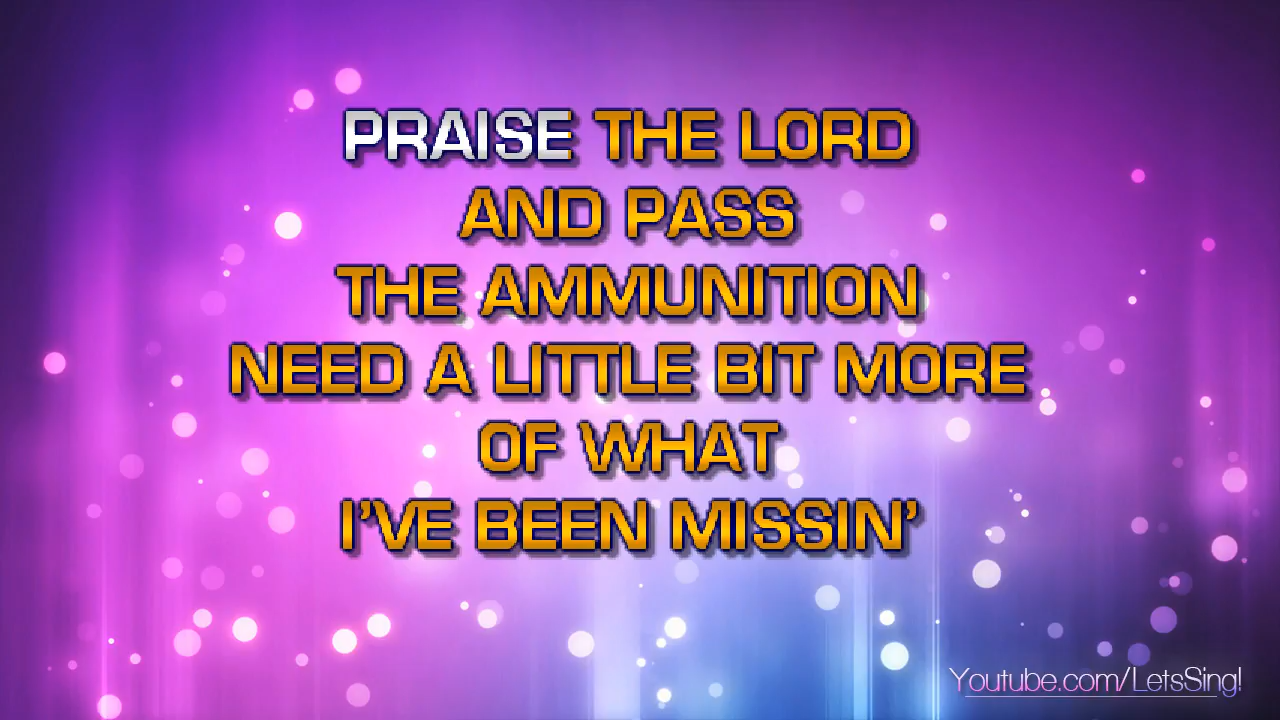 PRAISE THE LORD
AND PASS
THE AMMUNITION
NEED A LITTLE BIT MORE
OF WHAT
I'VE BEEN MISSIN'
Youtube.com/LetsSing!